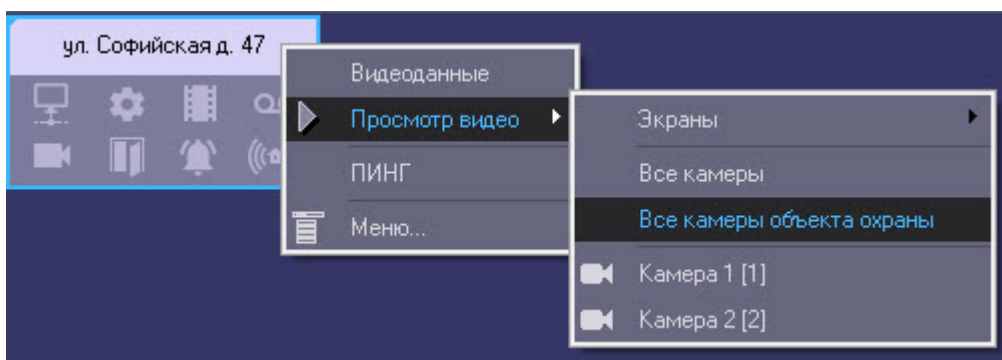 ул. Софийская д. 47
Видеоданные
Просмотр видео
ПИНГ
Меню...
Экраны
Все камеры
Все камеры объекта охраны
Камера 1 [1]
Камера 2 [2]